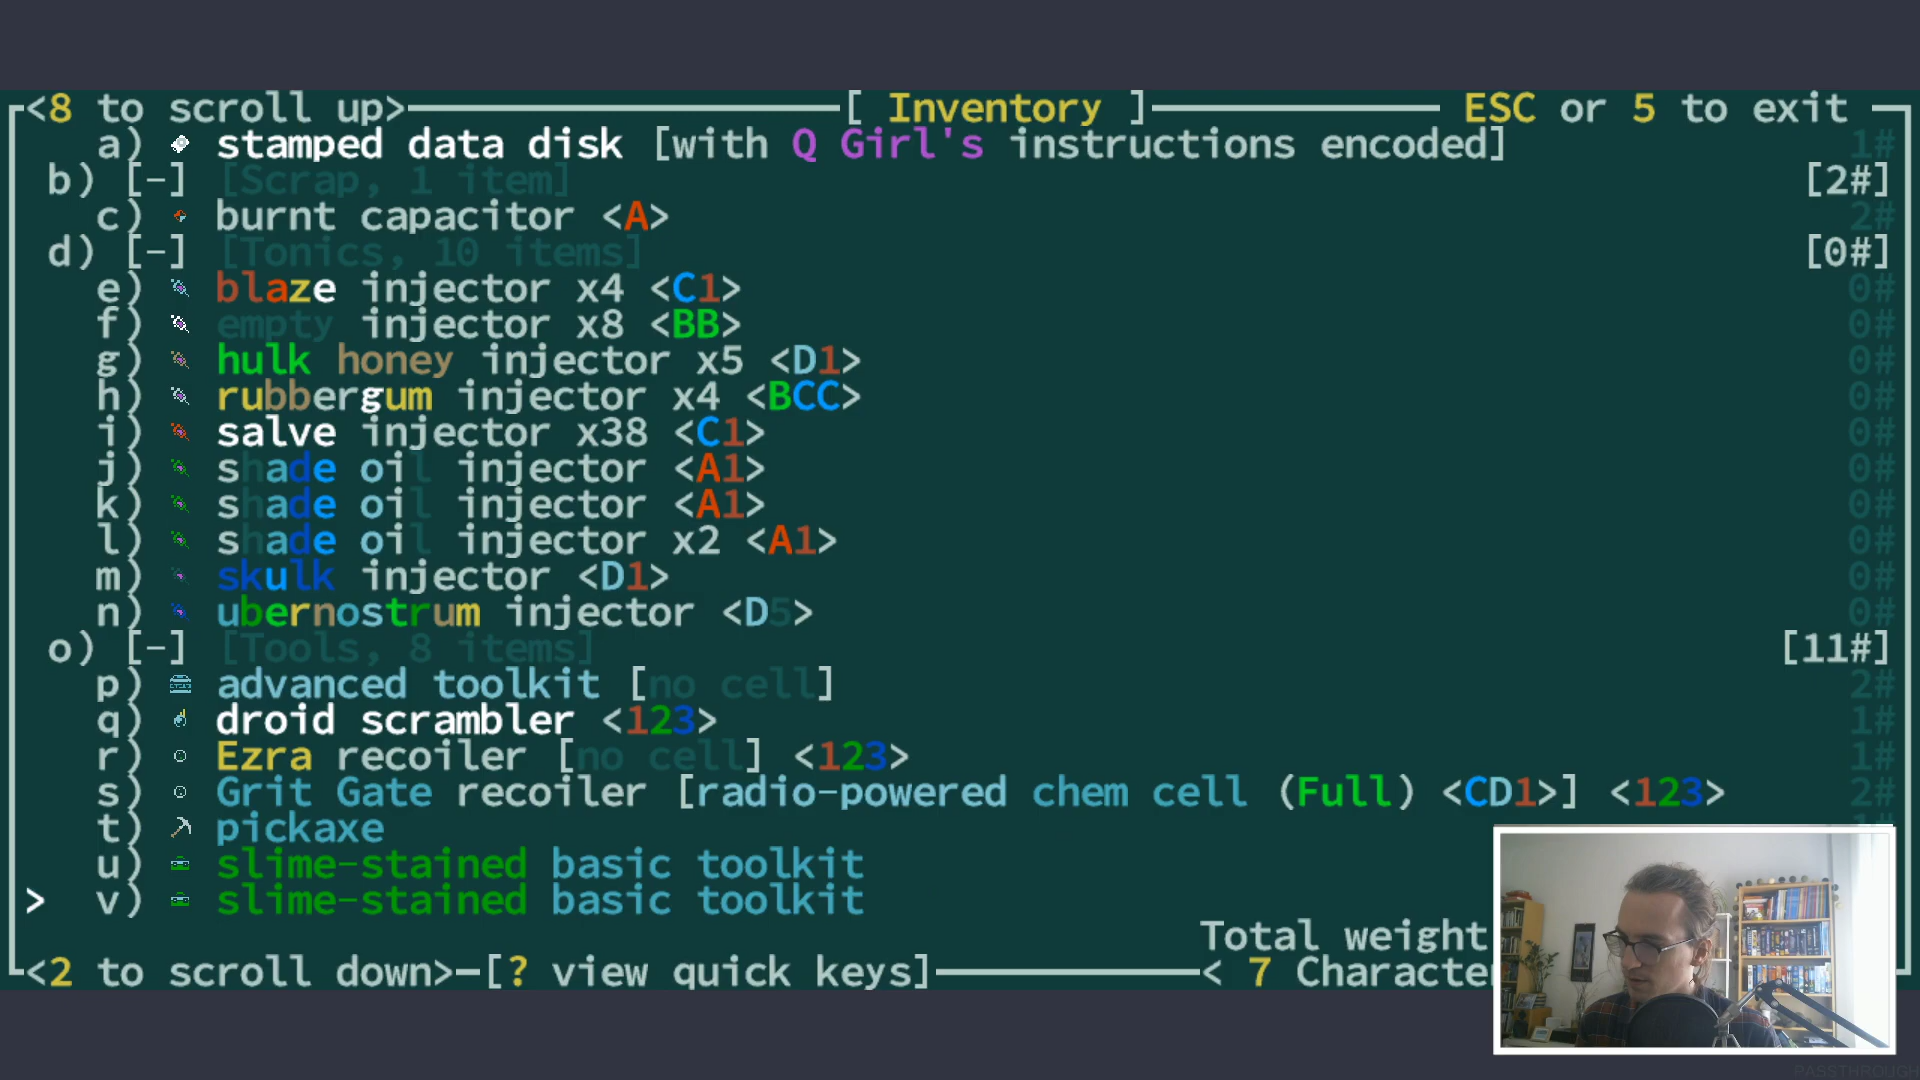 <8 to scroll up> [ Inventory ] ESC or 5 to exit
a) stamped data disk [with Q Girl's instructions encoded] 1#
b) [-] [Scrap, 1 item] [2#]
c) burnt capacitor <A> 2#
d) [-] [Tonics, 10 items] [0#]
e) blaze injector x4 <C1> 0#
f) empty injector x8 <BB> 0#
g) hulk honey injector x5 <D1> 0#
h) rubbergum injector x4 <BCC> 0#
i) salve injector x38 <C1> 0#
j) shade oil injector <A1> 0#
k) shade oil injector <A1> 0#
l) shade oil injector x2 <A1> 0#
m) skulk injector <D1> 0#
n) ubernostrum injector <D5> 0#
o) [-] [Tools, 8 items] [11#]
p) advanced toolkit [no cell] 2#
q) droid scrambler <123> 1#
r) Ezra recoiler [no cell] <123> 1#
s) Grit Gate recoiler [radio-powered chem cell (Full) <CD1>] <123> 2#
t) pickaxe
u) slime-stained basic toolkit
> v) slime-stained basic toolkit
Total weight
<2 to scroll down> [? view quick keys] < 7 Characte
PASSTHROUGH